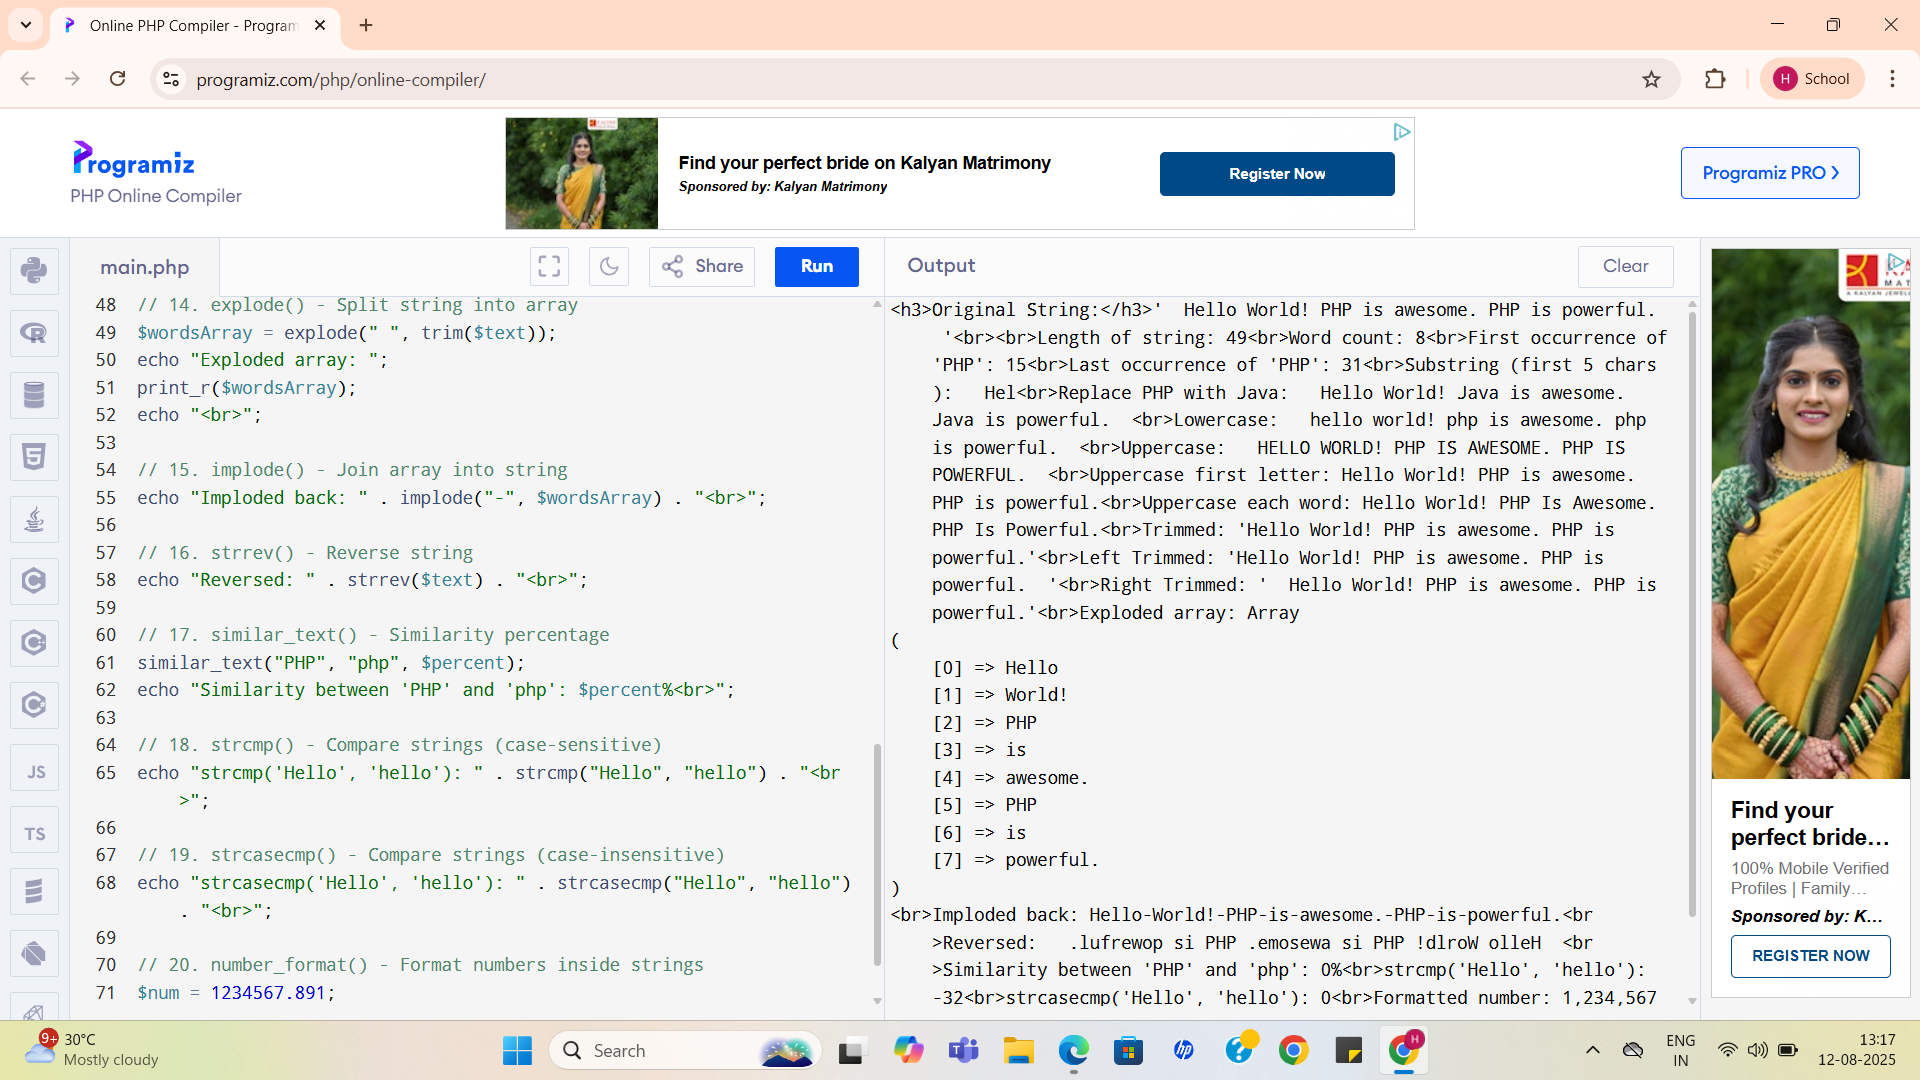 Online PHP Compiler - Program
programiz.com/php/online-compiler/
H School
Programiz
PHP Online Compiler
Find your perfect bride on Kalyan Matrimony
Sponsored by: Kalyan Matrimony
Register Now
Programiz PRO
main.php
Share
Run
Output
Clear
48 // 14. explode() - Split string into array
49 $wordsArray = explode(" ", trim($text));
50 echo "Exploded array: ";
51 print_r($wordsArray);
52 echo "<br>";
53
54 // 15. implode() - Join array into string
55 echo "Imploded back: " . implode("-", $wordsArray) . "<br>";
56
57 // 16. strrev() - Reverse string
58 echo "Reversed: " . strrev($text) . "<br>";
59
60 // 17. similar_text() - Similarity percentage
61 similar_text("PHP", "php", $percent);
62 echo "Similarity between 'PHP' and 'php': $percent%<br>";
63
64 // 18. strcmp() - Compare strings (case-sensitive)
65 echo "strcmp('Hello', 'hello'): " . strcmp("Hello", "hello") . "<br
>";
66
67 // 19. strcasecmp() - Compare strings (case-insensitive)
68 echo "strcasecmp('Hello', 'hello'): " . strcasecmp("Hello", "hello")
. "<br>";
69
70 // 20. number_format() - Format numbers inside strings
71 $num = 1234567.891;
<h3>Original String:</h3>'  Hello World! PHP is awesome. PHP is powerful.
'<br><br>Length of string: 49<br>Word count: 8<br>First occurrence of
'PHP': 15<br>Last occurrence of 'PHP': 31<br>Substring (first 5 chars
):   Hel<br>Replace PHP with Java:   Hello World! Java is awesome.
Java is powerful.  <br>Lowercase:   hello world! php is awesome. php
is powerful.  <br>Uppercase:   HELLO WORLD! PHP IS AWESOME. PHP IS
POWERFUL.  <br>Uppercase first letter: Hello World! PHP is awesome.
PHP is powerful.<br>Uppercase each word: Hello World! PHP Is Awesome.
PHP Is Powerful.<br>Trimmed: 'Hello World! PHP is awesome. PHP is
powerful.'<br>Left Trimmed: 'Hello World! PHP is awesome. PHP is
powerful.  '<br>Right Trimmed: '  Hello World! PHP is awesome. PHP is
powerful.'<br>Exploded array: Array
(
[0] => Hello
[1] => World!
[2] => PHP
[3] => is
[4] => awesome.
[5] => PHP
[6] => is
[7] => powerful.
)
<br>Imploded back: Hello-World!-PHP-is-awesome.-PHP-is-powerful.<br
>Reversed:   .lufrewop si PHP .emosewa si PHP !dlroW olleH  <br
>Similarity between 'PHP' and 'php': 0%<br>strcmp('Hello', 'hello'):
-32<br>strcasecmp('Hello', 'hello'): 0<br>Formatted number: 1,234,567
JS
TS
Find your
perfect bride...
100% Mobile Verified
Profiles | Family...
Sponsored by: K...
REGISTER NOW
9+
30°C
Mostly cloudy
Search
ENG
IN
13:17
12-08-2025